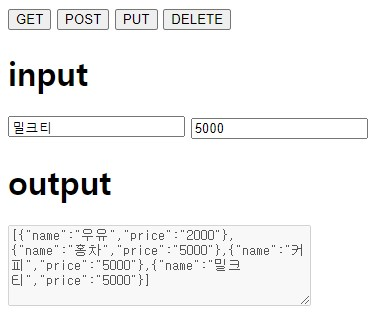 GET POST PUT DELETE
input
밀크티 5000
output
[{"name":"우유","price":"2000"},
{"name":"홍차","price":"5000"},{"name":"커
피","price":"5000"},{"name":"밀크
티","price":"5000"}]